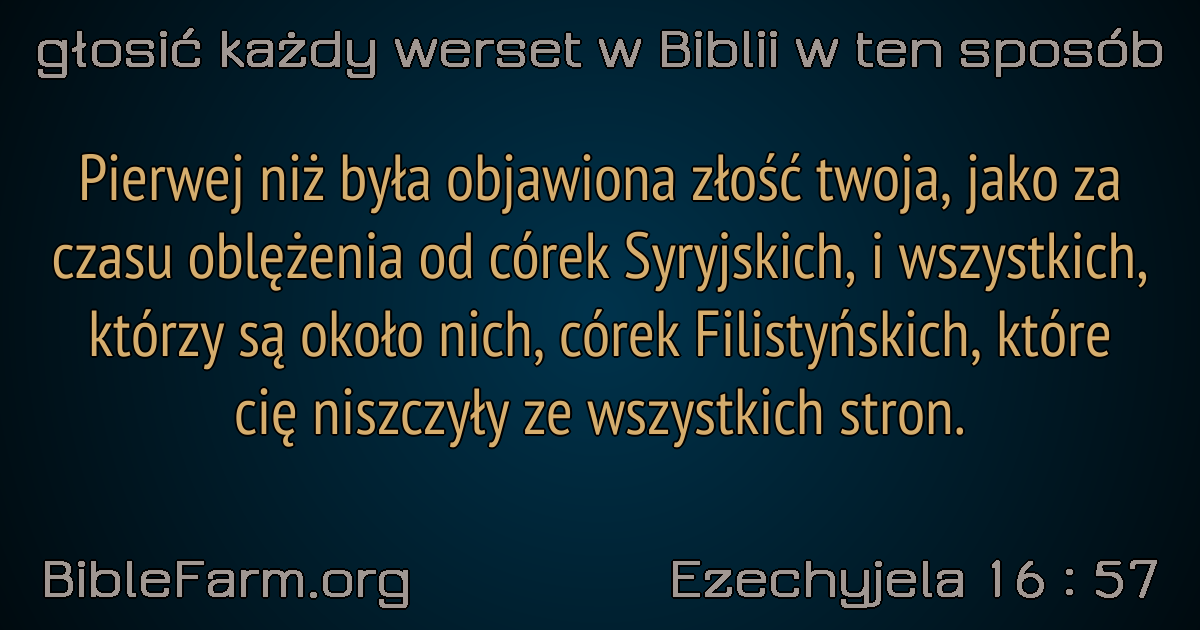 głosić każdy werset w Biblii w ten sposób
Pierwej niż była objawiona złość twoja, jako za
czasu oblężenia od córek Syryjskich, i wszystkich,
którzy są około nich, córek Filistyńskich, które
cię niszczyły ze wszystkich stron.
BibleFarm.org
Ezechyjela 16 : 57